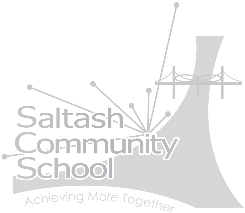 Saltash
Community
School
Achieving More Together